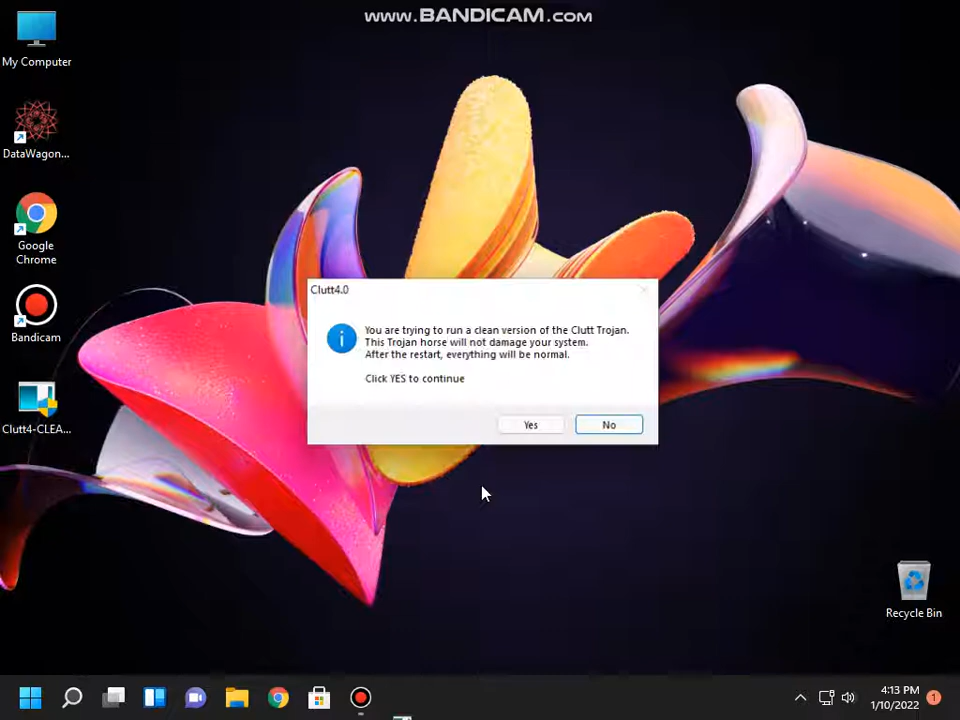 www.BANDICAM.com
My Computer
DataWagon...
Google
Chrome
Bandicam
Clutt4-CLEA...
Clutt4.0
You are trying to run a clean version of the Clutt Trojan.
This Trojan horse will not damage your system.
After the restart, everything will be normal.
Click YES to continue
Yes
No
Recycle Bin
4:13 PM
1/10/2022
1